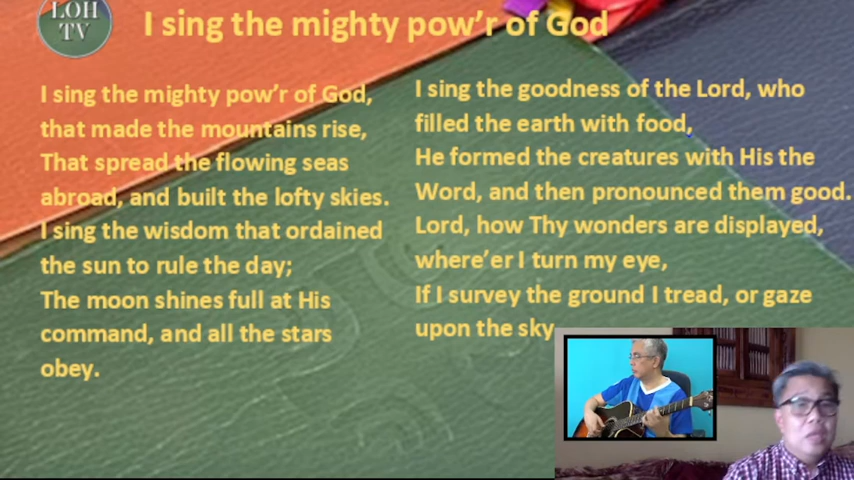 LOH
TV
I sing the mighty pow’r of God
I sing the mighty pow’r of God,
that made the mountains rise,
That spread the flowing seas
abroad, and built the lofty skies.
I sing the wisdom that ordained
the sun to rule the day;
The moon shines full at His
command, and all the stars
obey.
I sing the goodness of the Lord, who
filled the earth with food,
He formed the creatures with His the
Word, and then pronounced them good.
Lord, how Thy wonders are displayed,
where’er I turn my eye,
If I survey the ground I tread, or gaze
upon the sky